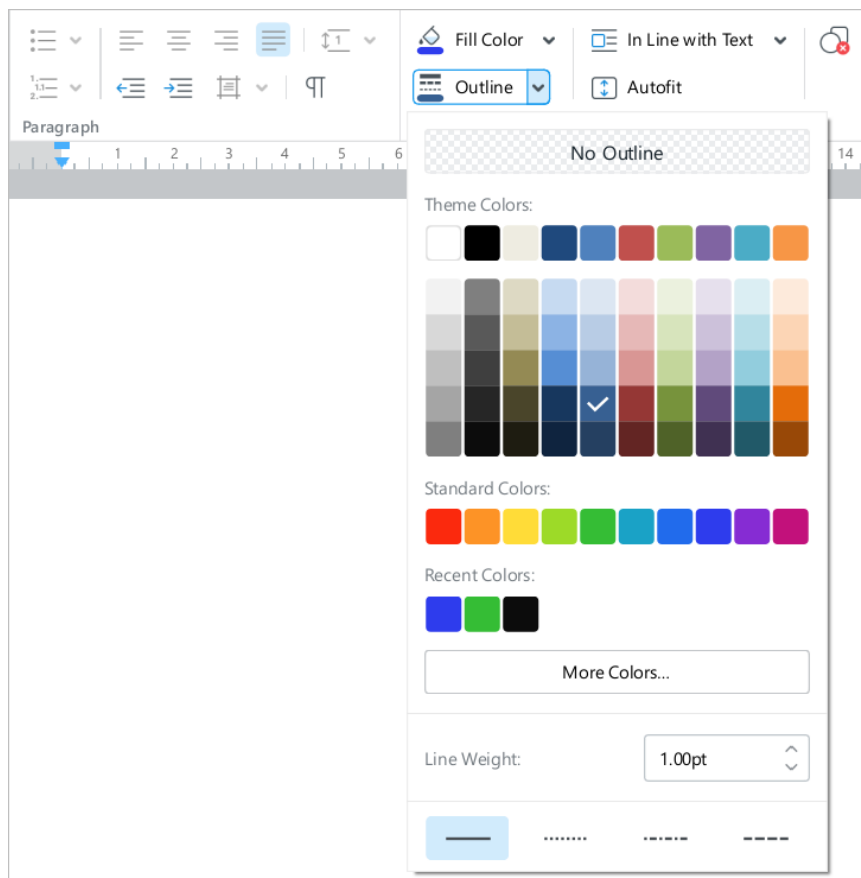 Fill Color
In Line with Text
Outline
Autofit
Paragraph
1 2 3 4 5 6 14
No Outline
Theme Colors:
Standard Colors:
Recent Colors:
More Colors...
Line Weight:
1.00pt